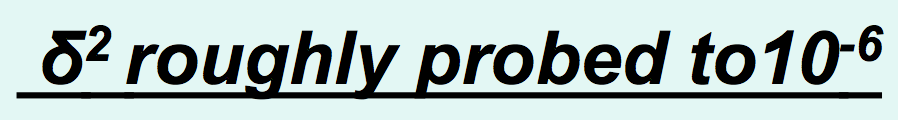 δ² roughly probed to10⁻⁶